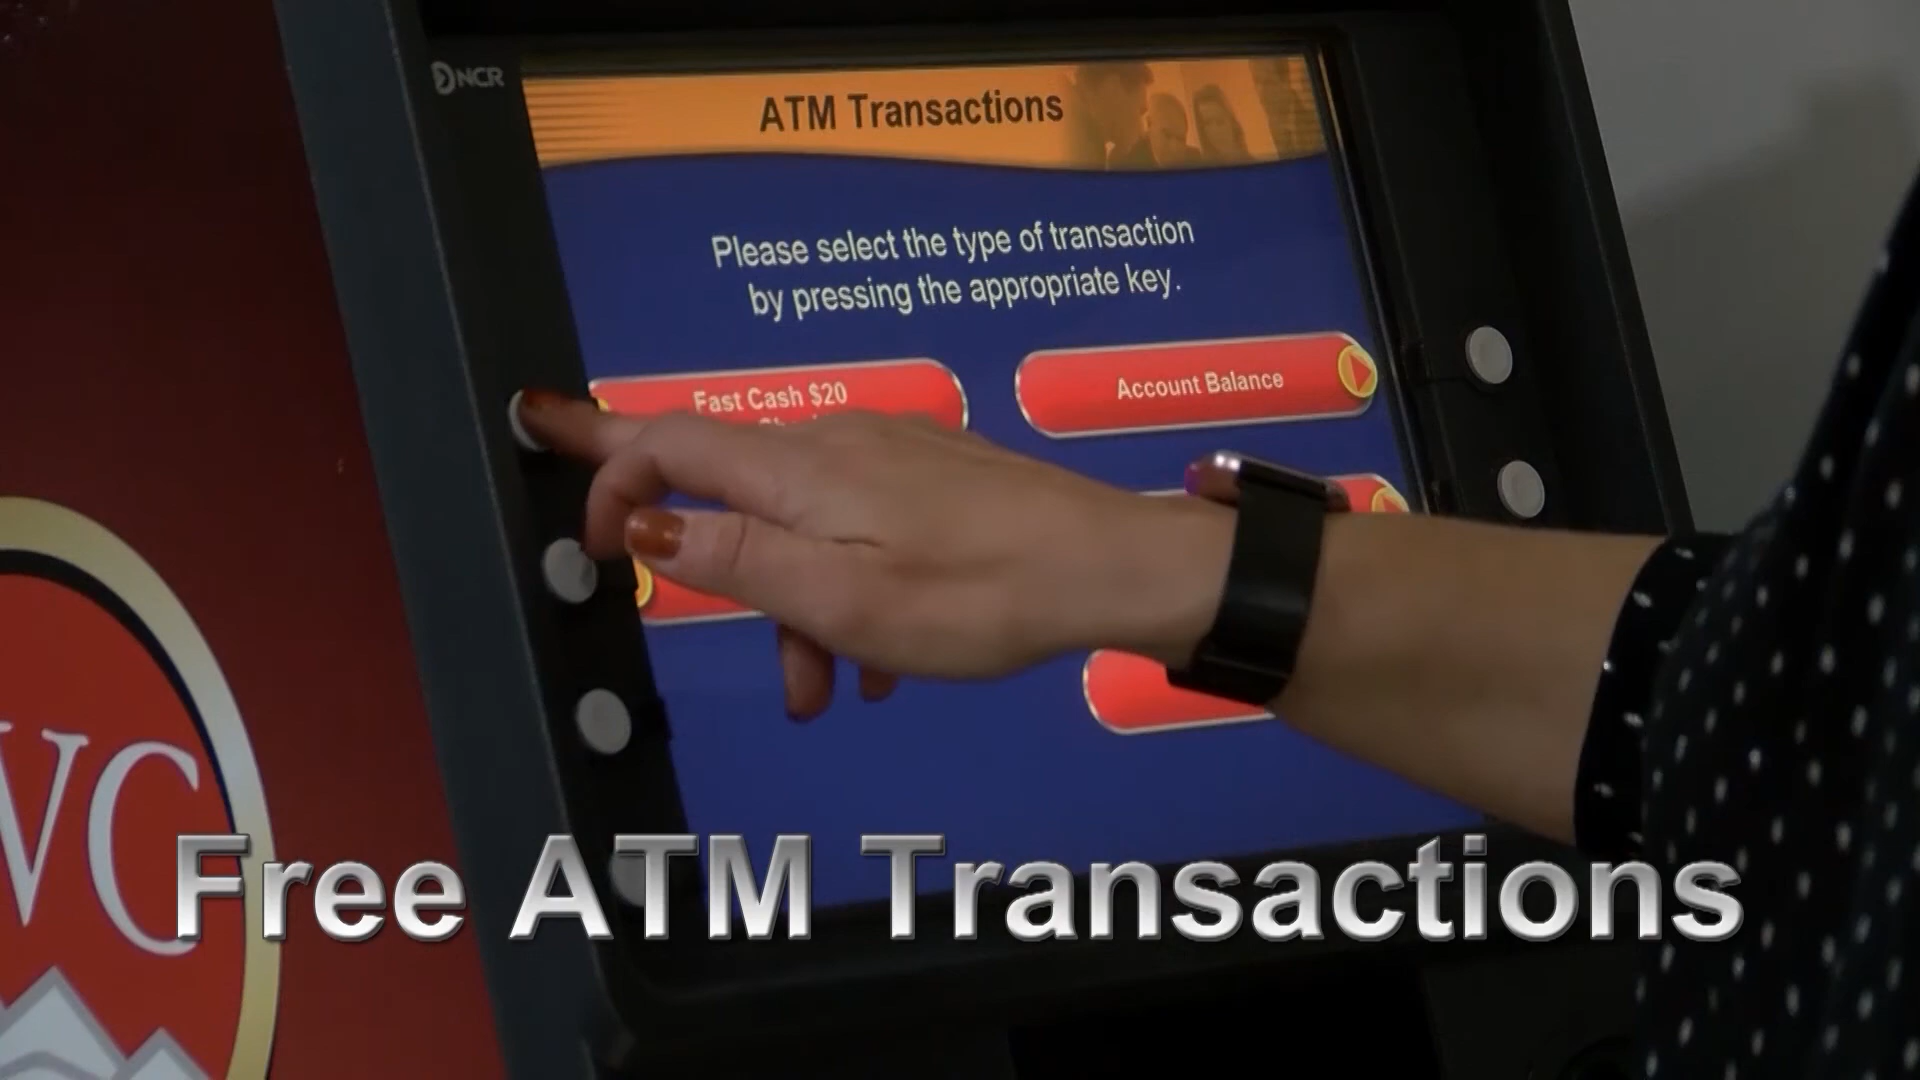 NCR
ATM Transactions
Please select the type of transaction
by pressing the appropriate key.
Fast Cash $20
Account Balance
VC
Free ATM Transactions